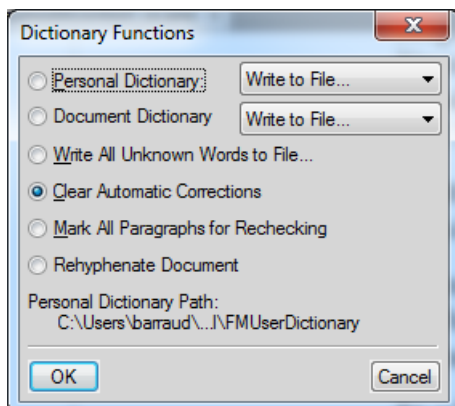 Dictionary Functions
Personal Dictionary: Write to File...
Document Dictionary Write to File...
Write All Unknown Words to File...
Clear Automatic Corrections
Mark All Paragraphs for Rechecking
Rehyphenate Document
Personal Dictionary Path:
C:\Users\barraud\...l\FMUserDictionary
OK Cancel